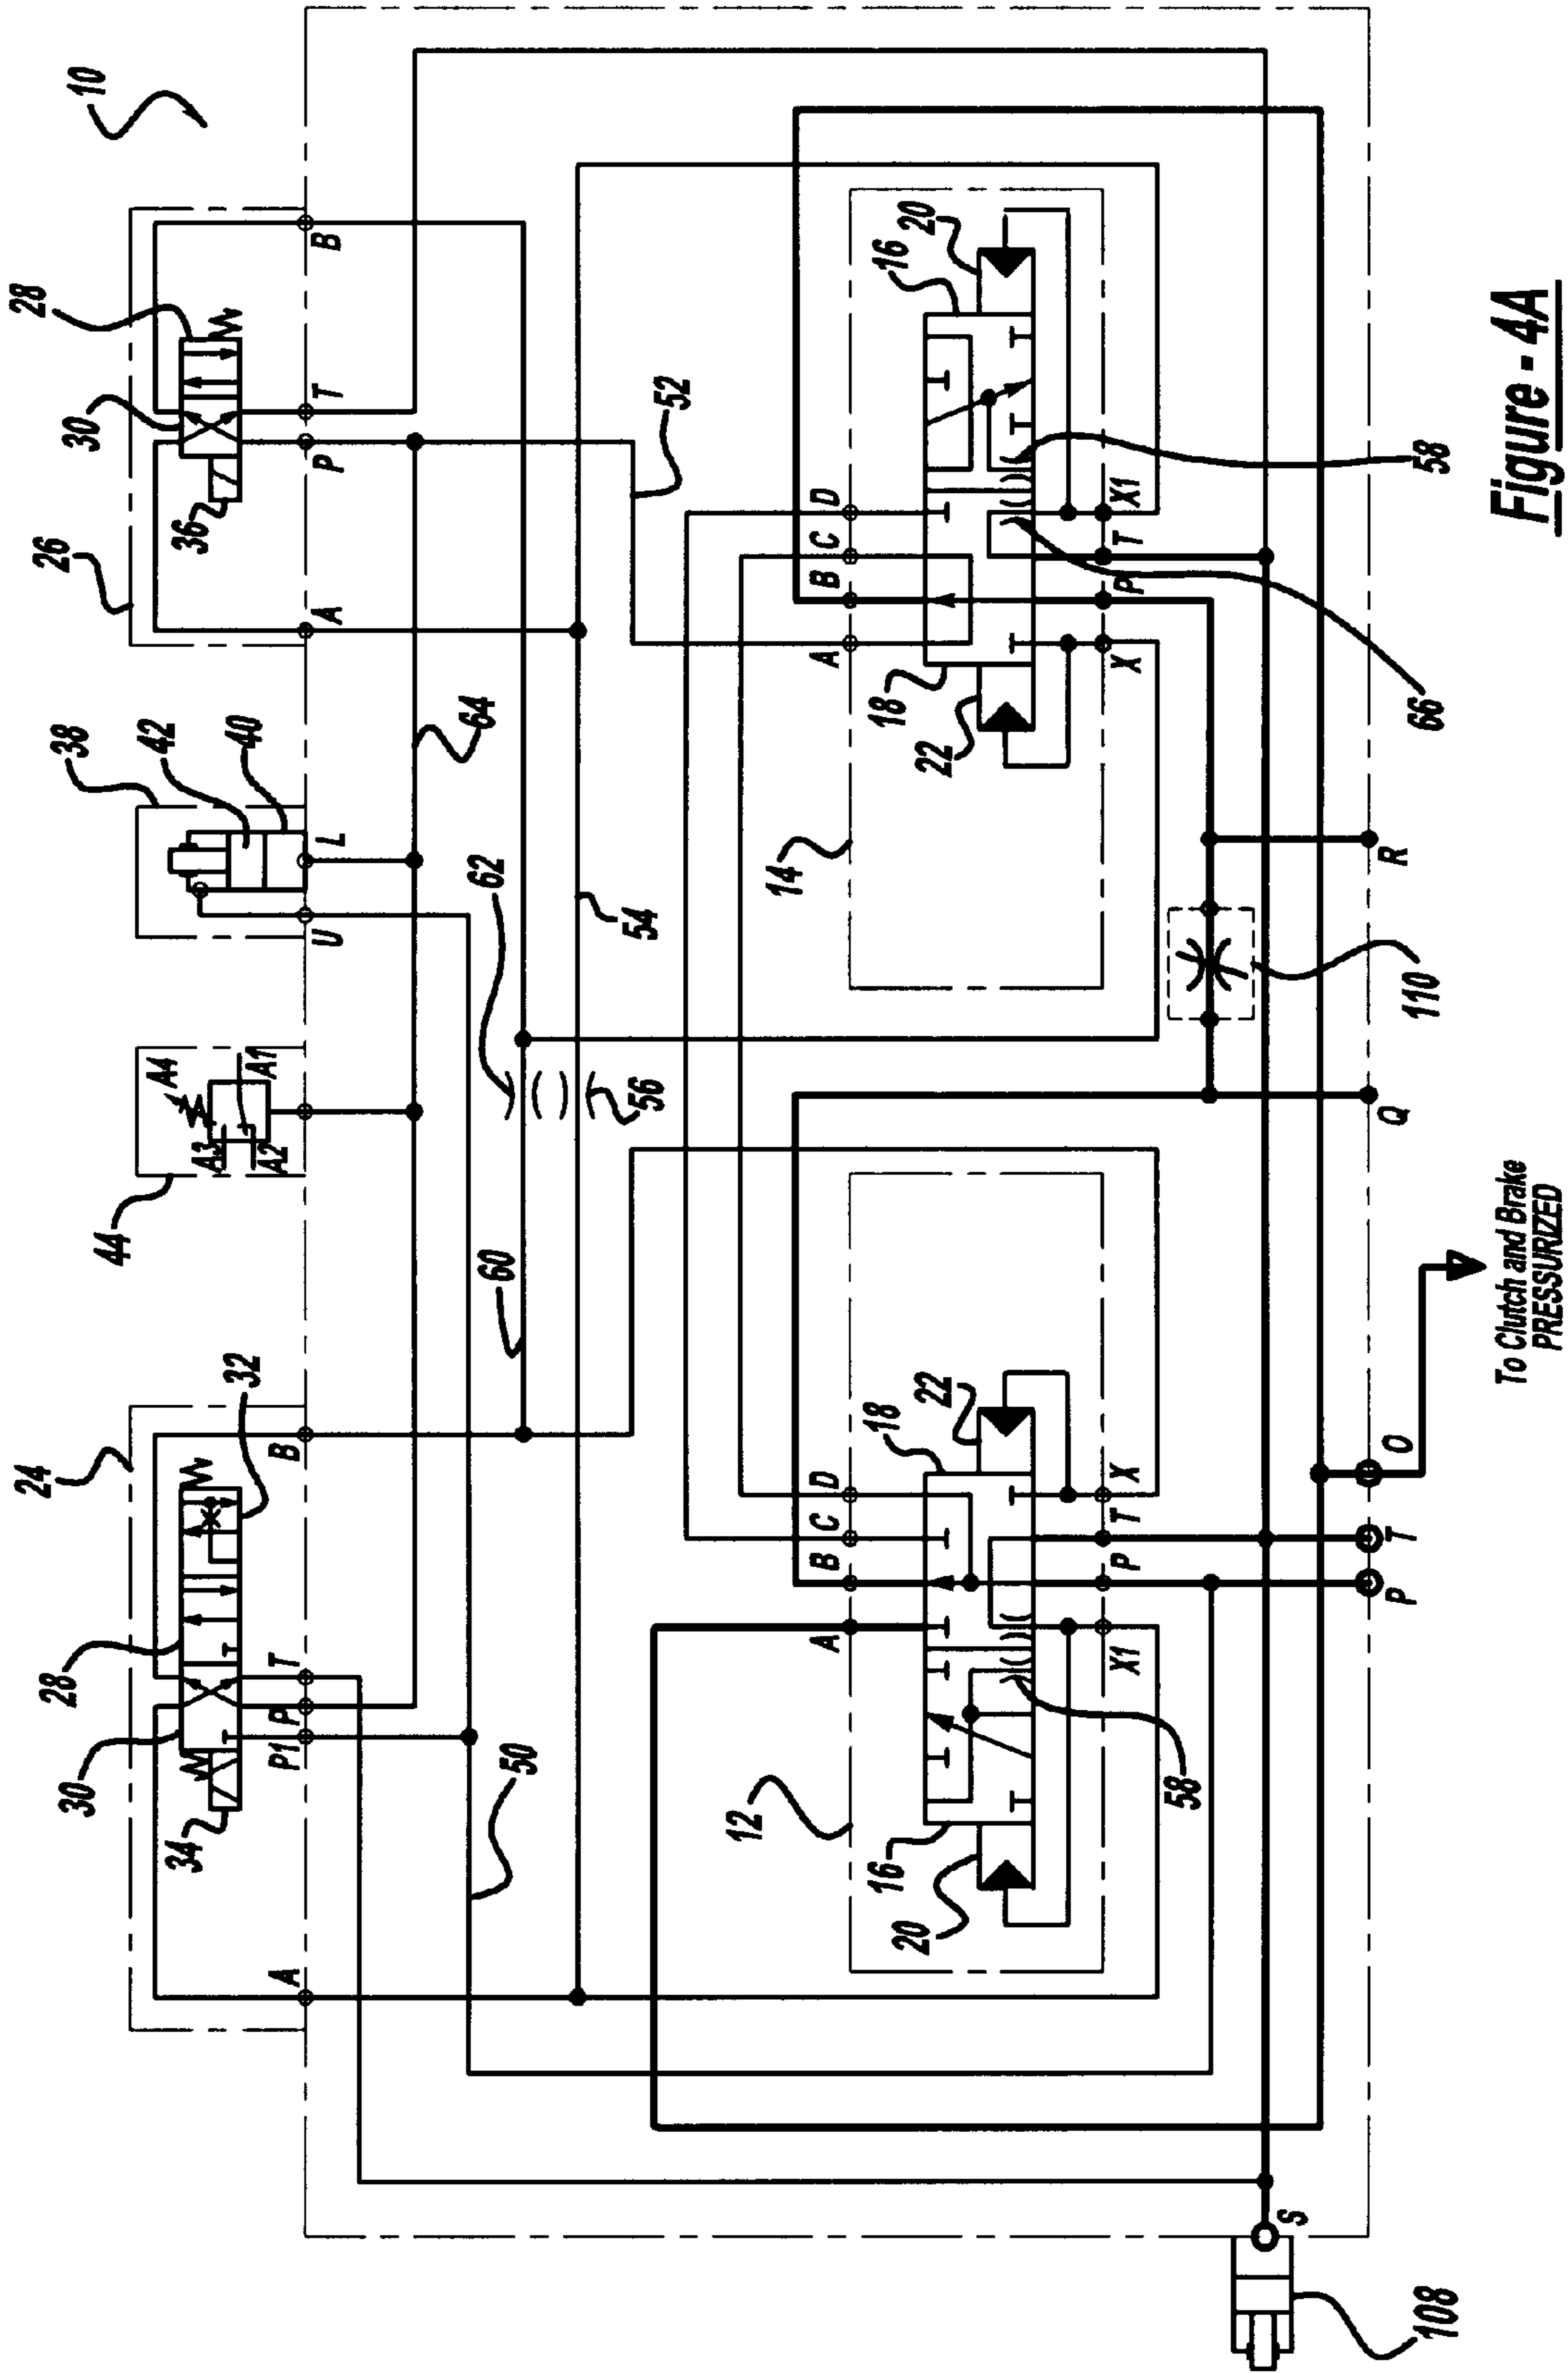 10
24
38
26
28
28
44
30
30
A3
A4
A2
A1
42
36
34
32
40
A
P1
P
T
B
U
L
A
P
T
B
50
60
62
64
54
56
52
12
14
A
B
C
D
A
B
C
D
20
16
18
22
22
18
16
20
X1
P
T
X
X
P
T
X1
58
58
66
110
S
P
T
O
Q
R
108
To Clutch and Brake
PRESSURIZED
Figure - 4A